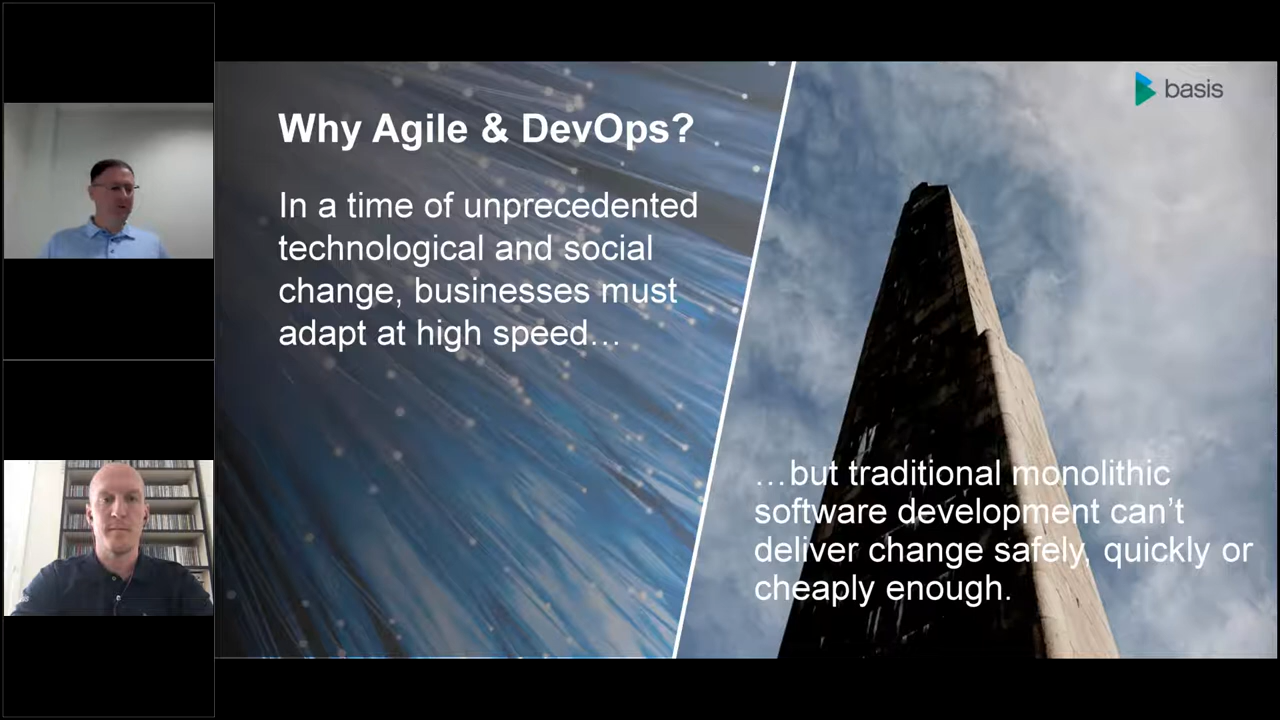 basis
Why Agile & DevOps?
In a time of unprecedented
technological and social
change, businesses must
adapt at high speed…
…but traditional monolithic
software development can’t
deliver change safely, quickly or
cheaply enough.